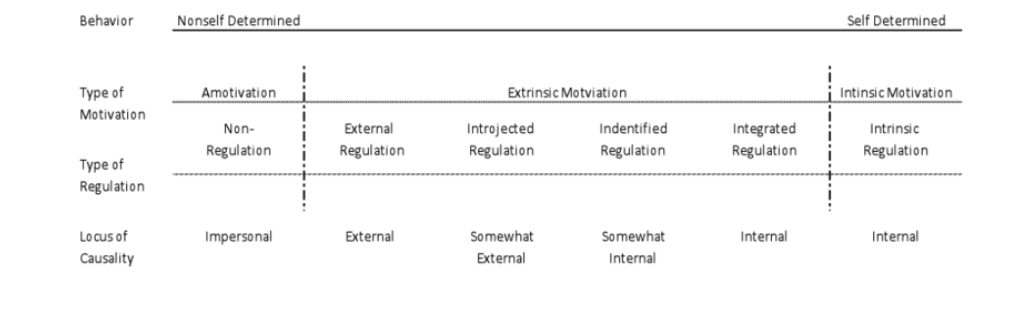 Behavior Nonself Determined Self Determined
Type of Motivation Amotivation Extrinsic Motviation Intinsic Motivation
Type of Regulation Non-Regulation External Regulation Introjected Regulation Indentified Regulation Integrated Regulation Intrinsic Regulation
Locus of Causality Impersonal External Somewhat External Somewhat Internal Internal Internal